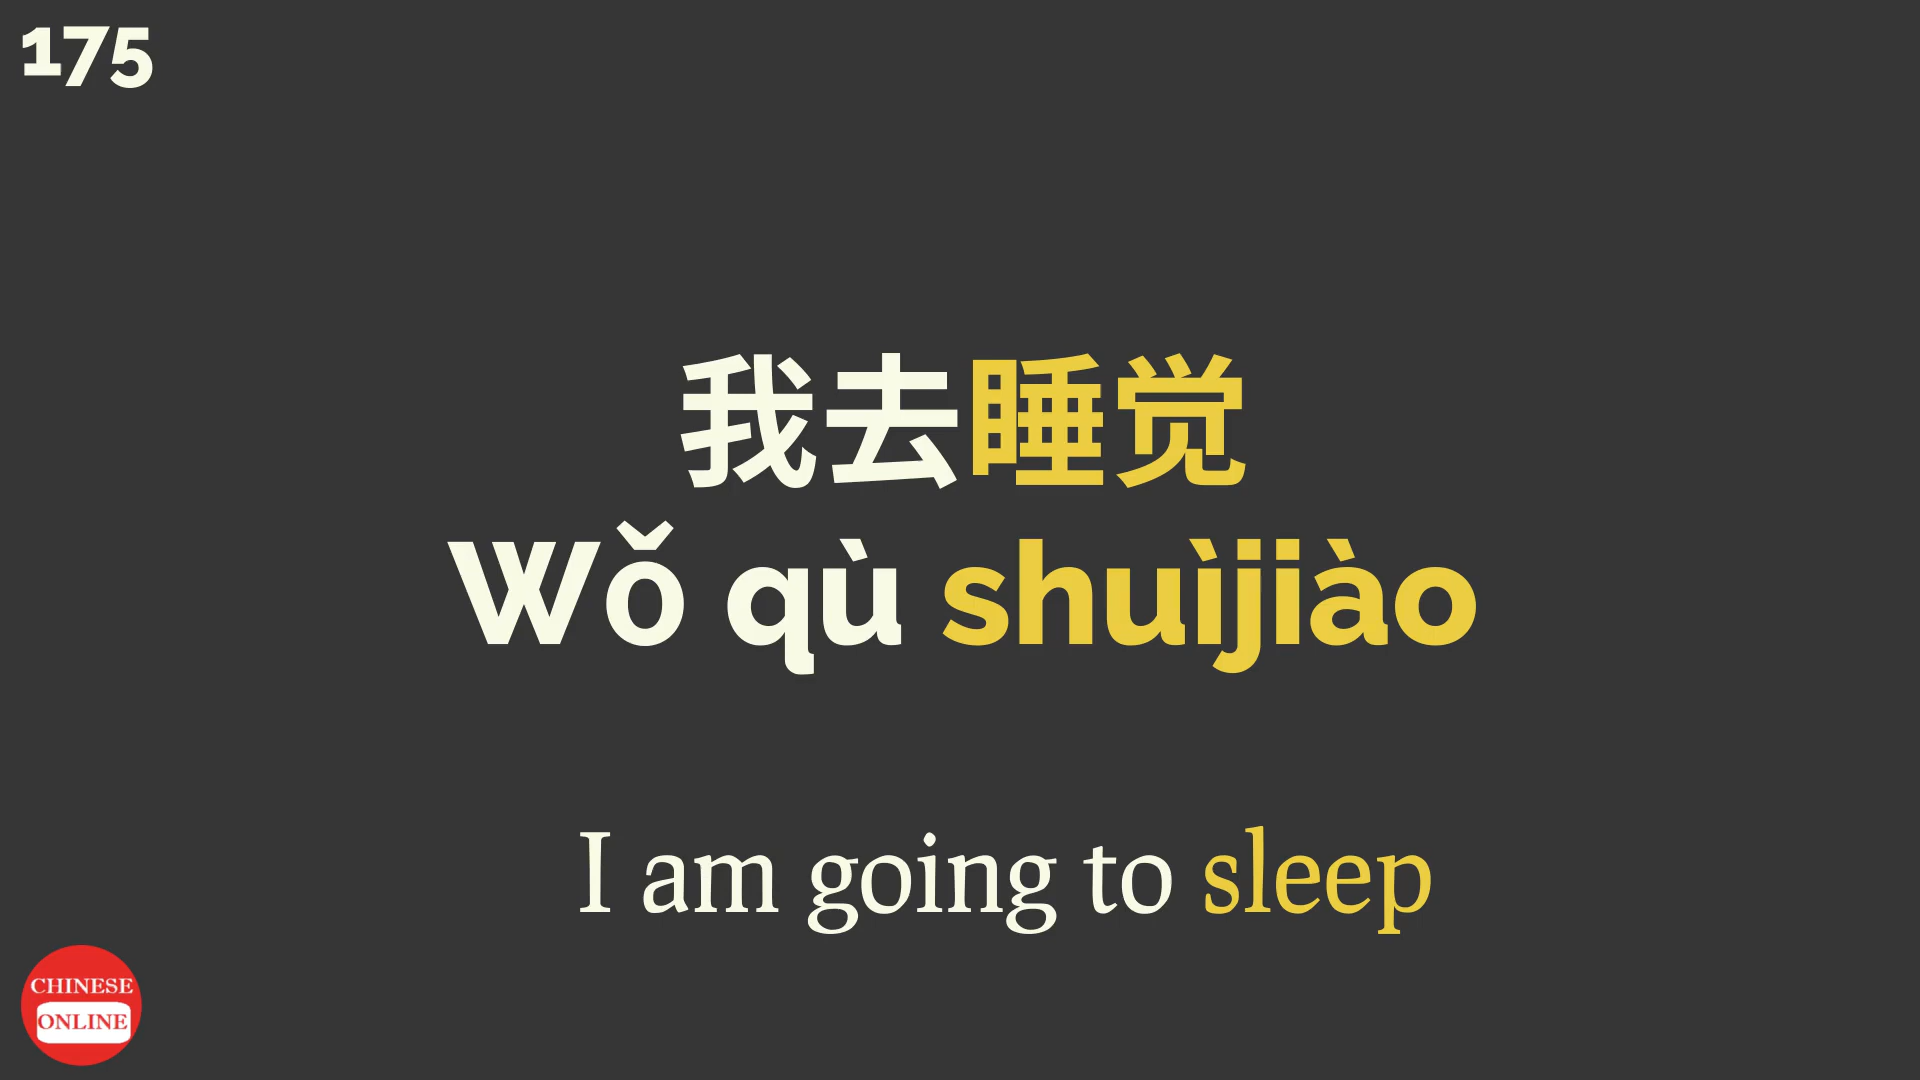 175
我去睡觉
Wǒ qù shuìjiào
I am going to sleep
CHINESE
ONLINE